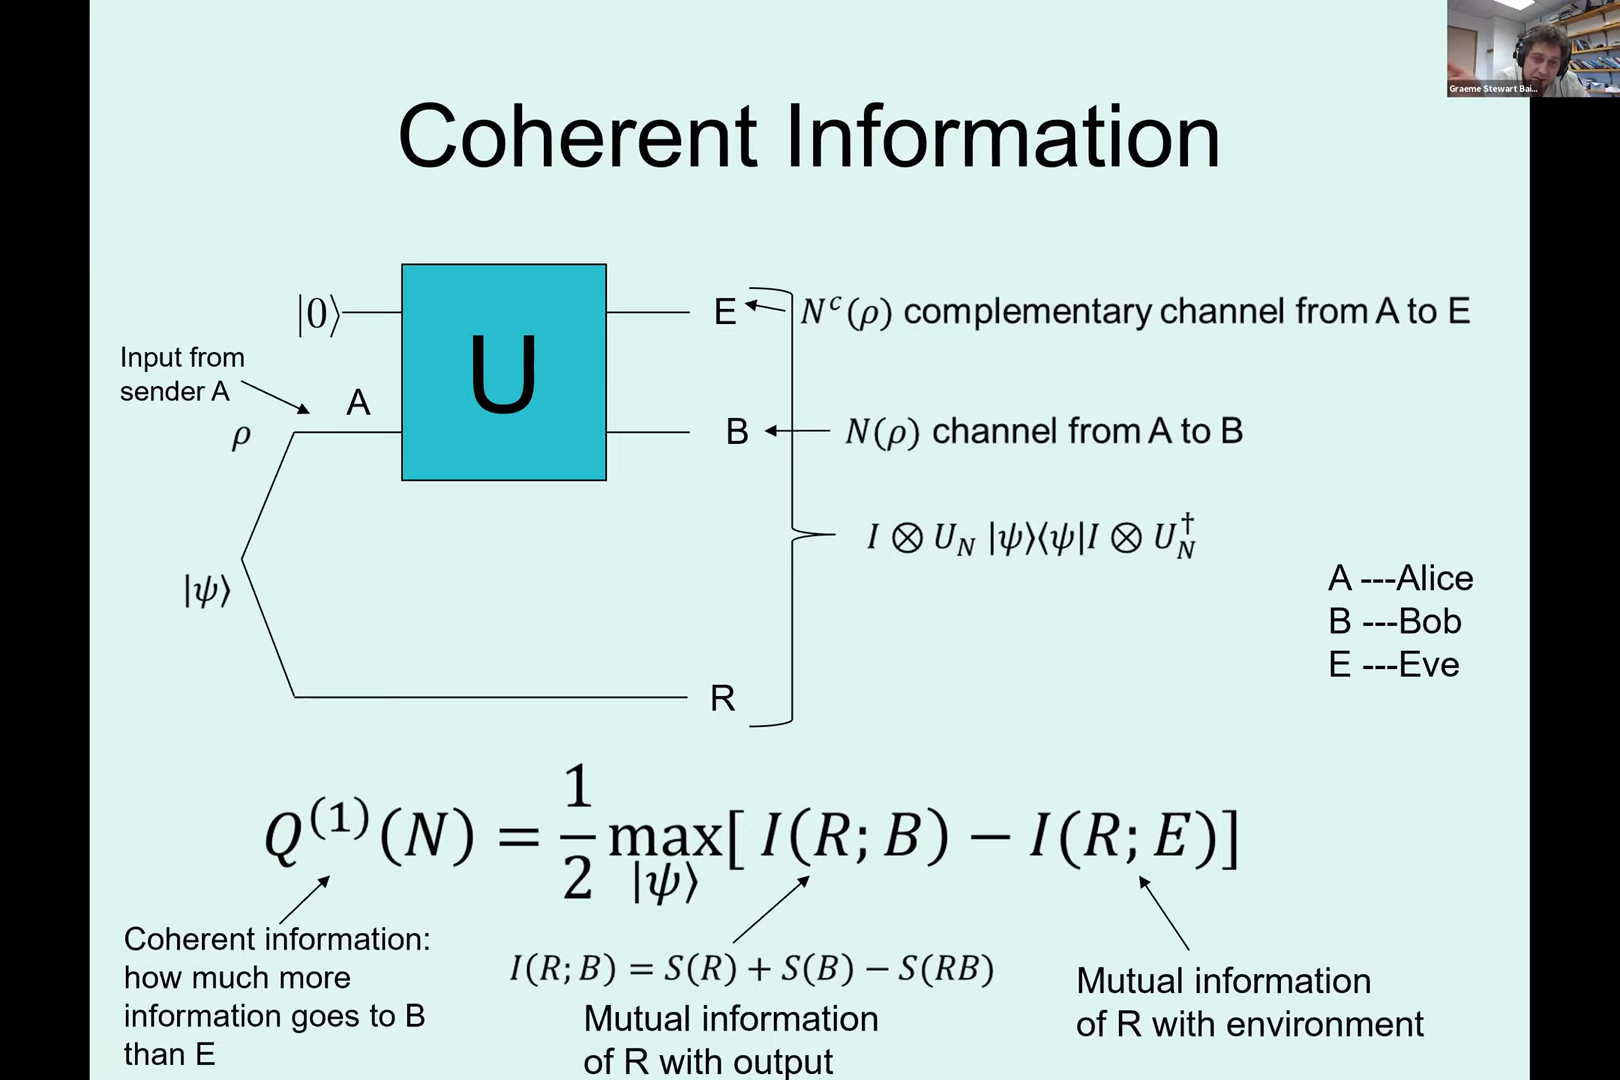 Graeme Stewart Bai...
Coherent Information
|0⟩
U
E
N^c(ρ) complementary channel from A to E
Input from
sender A
A
ρ
B
N(ρ) channel from A to B
I ⊗ U_N |ψ⟩⟨ψ|I ⊗ U_N^†
|ψ⟩
A ---Alice
B ---Bob
E ---Eve
R
Q^(1)(N) = 1/2 max_|ψ⟩[ I(R; B) − I(R; E)]
Coherent information:
how much more
information goes to B
than E
I(R; B) = S(R) + S(B) − S(RB)
Mutual information
of R with output
Mutual information
of R with environment